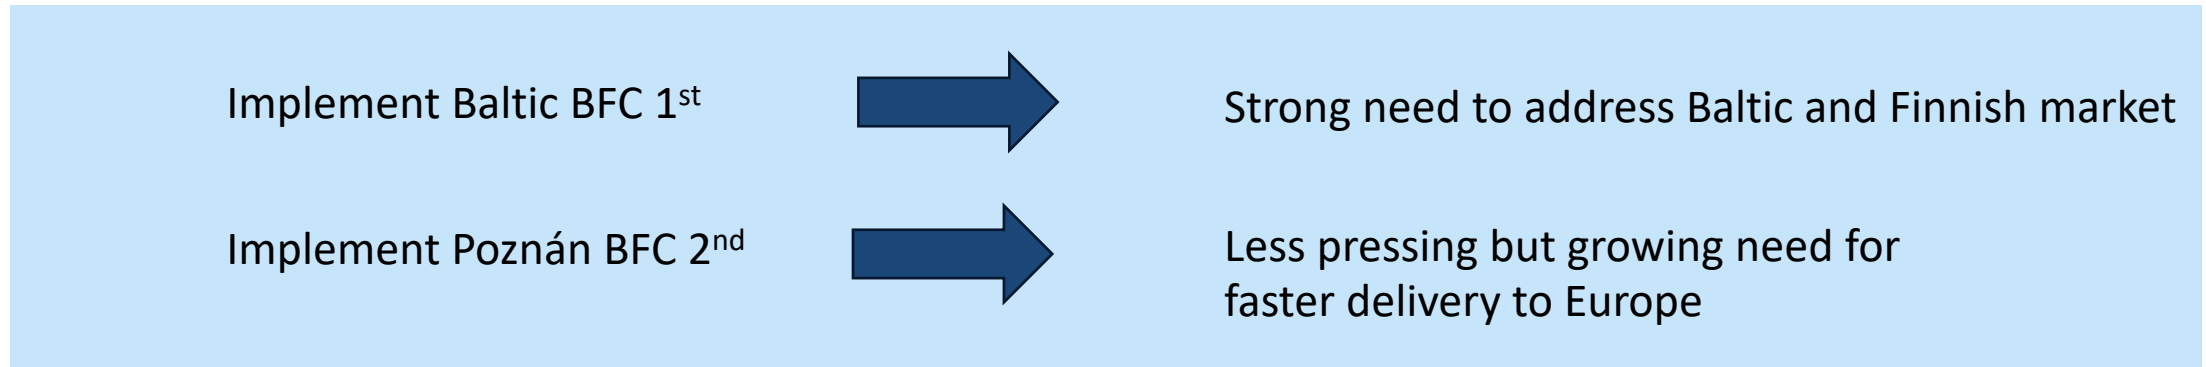 Implement Baltic BFC 1st
Strong need to address Baltic and Finnish market
Implement Poznán BFC 2nd
Less pressing but growing need for
faster delivery to Europe